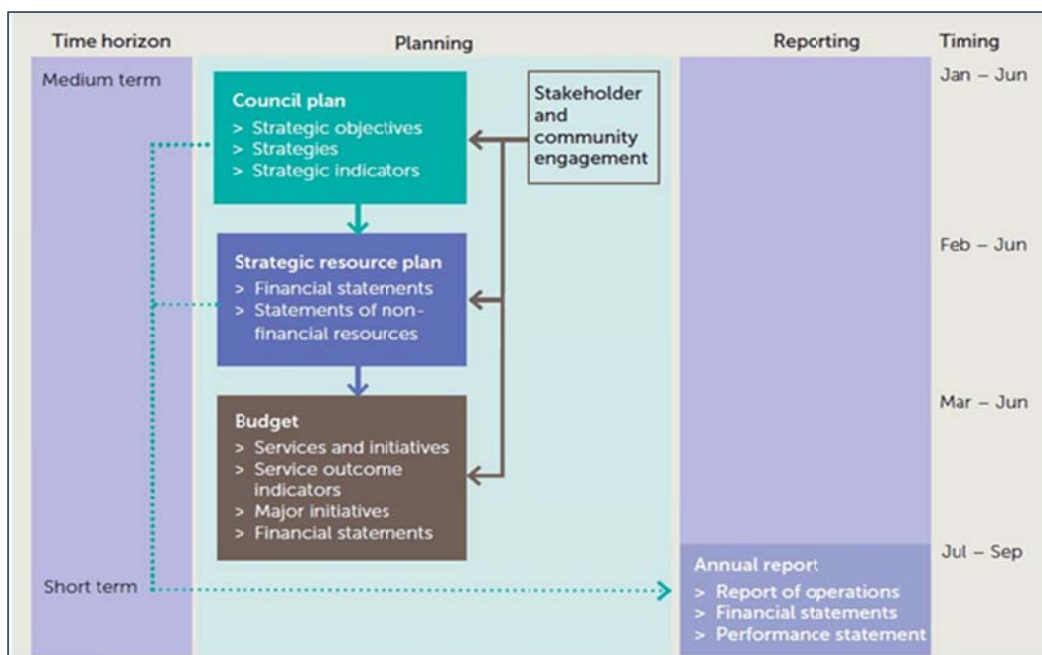 Time horizon
Planning
Reporting
Timing
Medium term
Council plan
> Strategic objectives
> Strategies
> Strategic indicators
Stakeholder
and
community
engagement
Jan – Jun
Strategic resource plan
> Financial statements
> Statements of non-
financial resources
Feb – Jun
Budget
> Services and initiatives
> Service outcome
indicators
> Major initiatives
> Financial statements
Mar – Jun
Short term
Annual report
> Report of operations
> Financial statements
> Performance statement
Jul – Sep